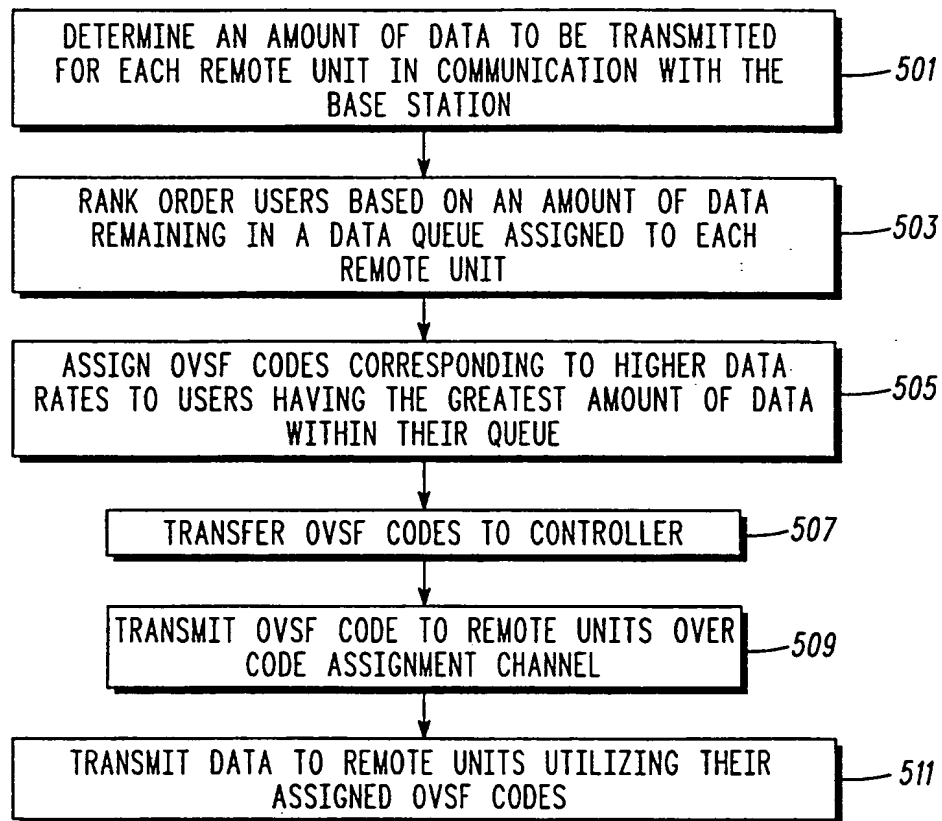 DETERMINE AN AMOUNT OF DATA TO BE TRANSMITTED
FOR EACH REMOTE UNIT IN COMMUNICATION WITH THE
BASE STATION
501
RANK ORDER USERS BASED ON AN AMOUNT OF DATA
REMAINING IN A DATA QUEUE ASSIGNED TO EACH
REMOTE UNIT
503
ASSIGN OVSF CODES CORRESPONDING TO HIGHER DATA
RATES TO USERS HAVING THE GREATEST AMOUNT OF DATA
WITHIN THEIR QUEUE
505
TRANSFER OVSF CODES TO CONTROLLER
507
TRANSMIT OVSF CODE TO REMOTE UNITS OVER
CODE ASSIGNMENT CHANNEL
509
TRANSMIT DATA TO REMOTE UNITS UTILIZING THEIR
ASSIGNED OVSF CODES
511